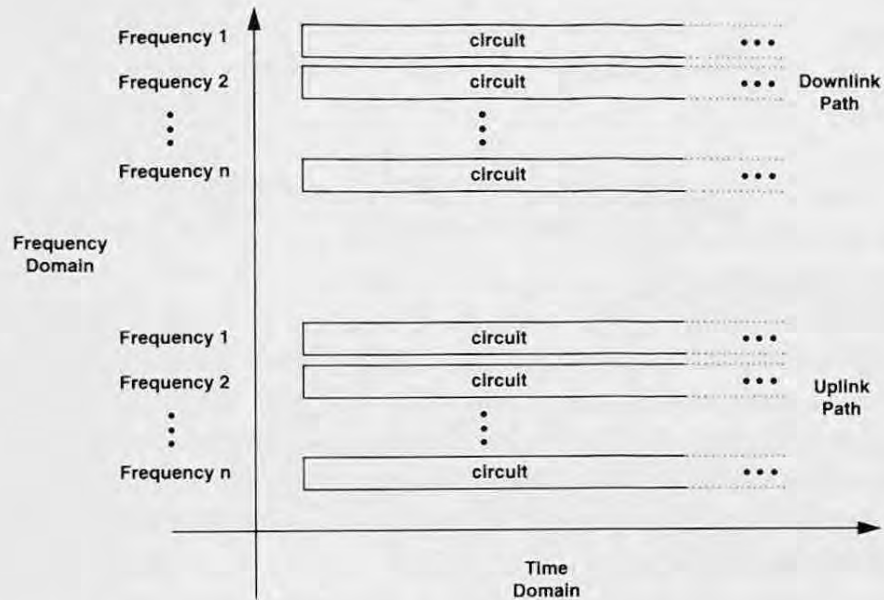 Frequency 1 circuit •••
Frequency 2 circuit ••• Downlink
Path
Frequency n circuit •••
Frequency
Domain
Frequency 1 circuit •••
Frequency 2 circuit ••• Uplink
Path
Frequency n circuit •••
Time
Domain